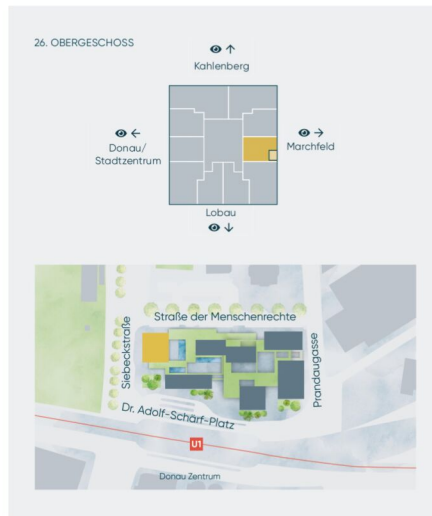 26. OBERGESCHOSS
Kahlenberg
Donau/
Stadtzentrum
Marchfeld
Lobau
Straße der Menschenrechte
Siebeckstraße
Prandaugasse
Dr. Adolf-Schärf-Platz
U1
Donau Zentrum